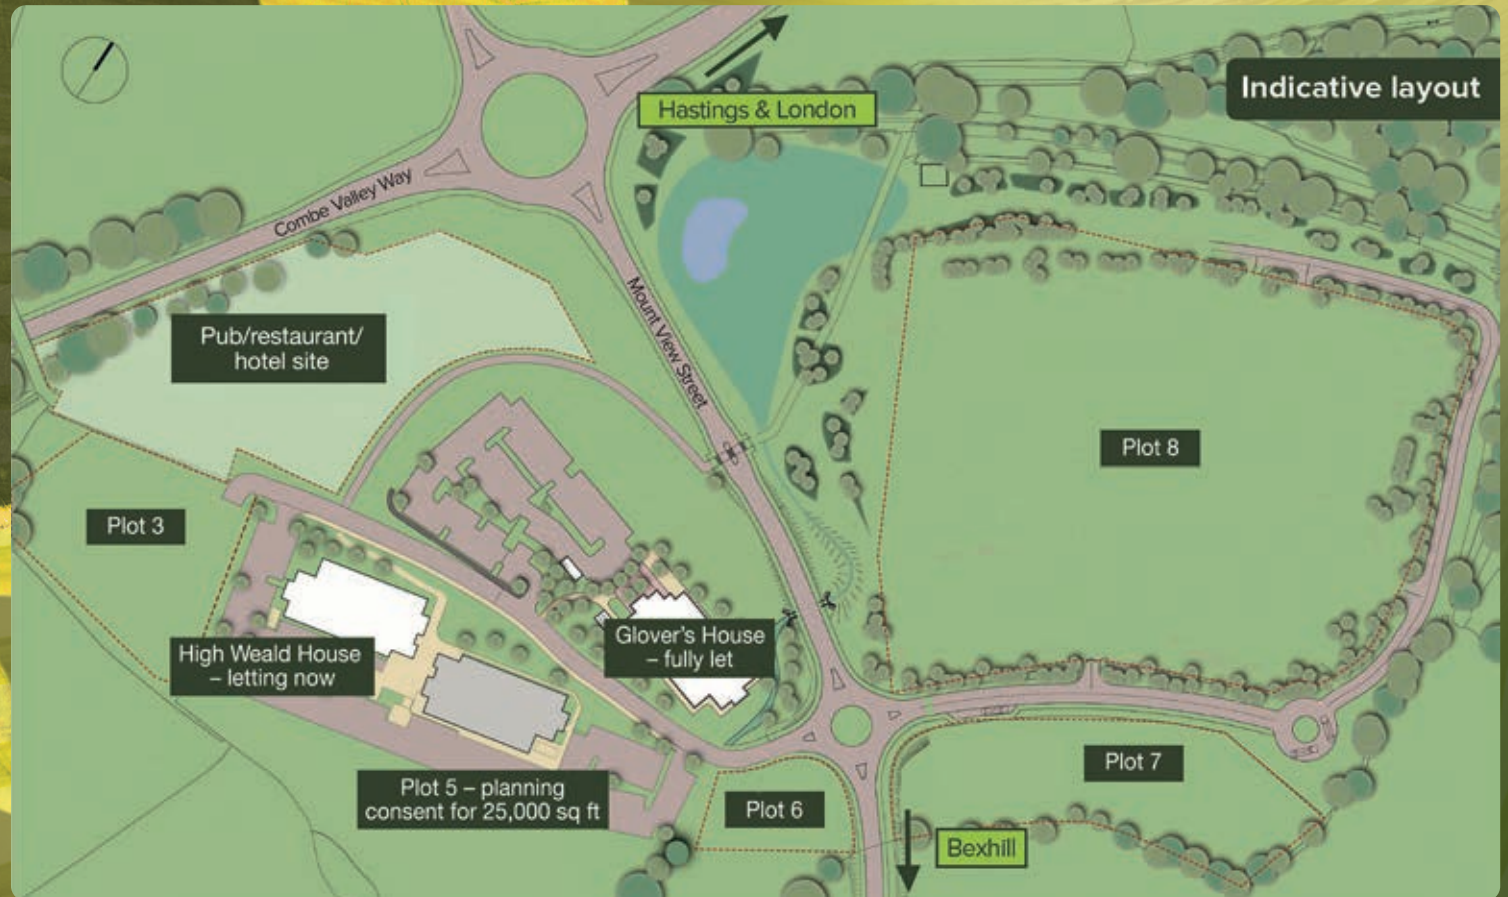 Indicative layout
Hastings & London
Combe Valley Way
Mount View Street
Pub/restaurant/
hotel site
Plot 8
Plot 3
High Weald House
– letting now
Glover's House
– fully let
Plot 5 – planning
consent for 25,000 sq ft
Plot 6
Plot 7
Bexhill